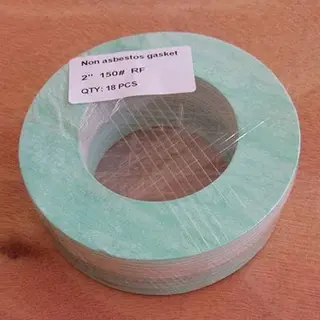 Non asbestos gasket
2" 150# RF
QTY: 18 PCS